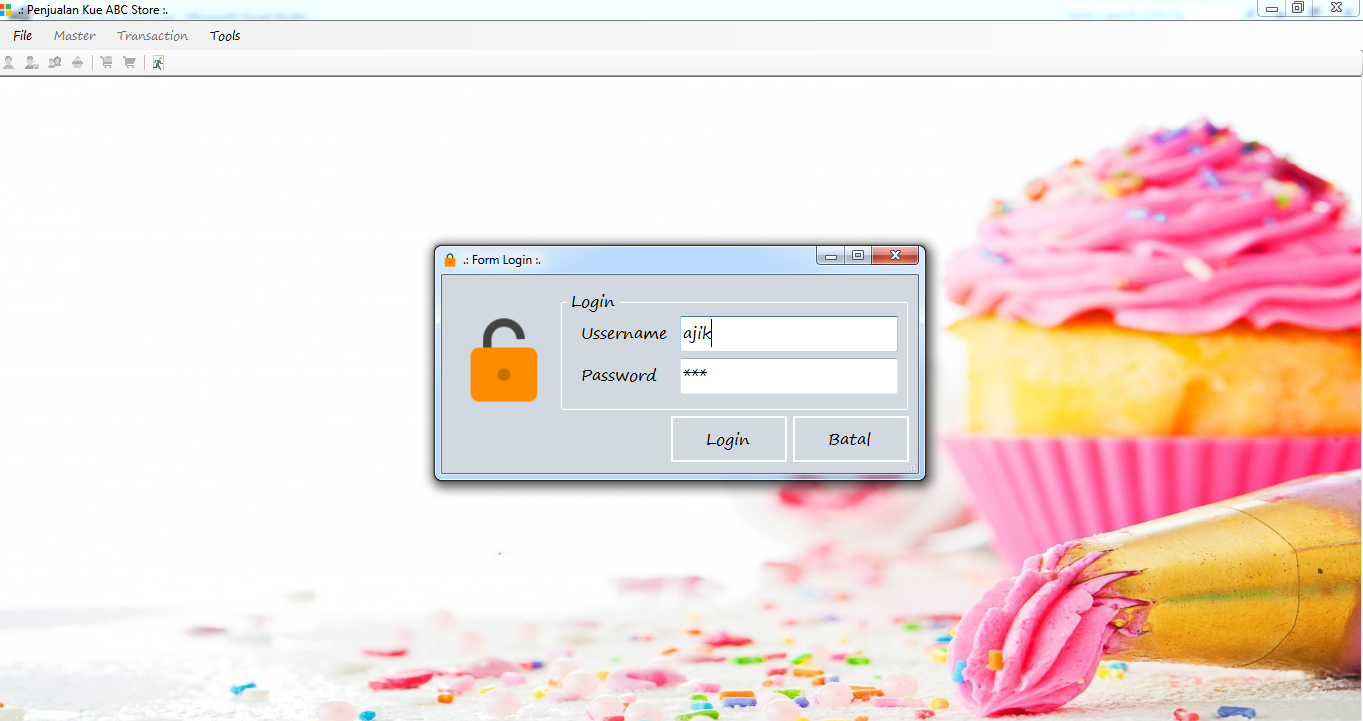 .: Penjualan Kue ABC Store :.
File Master Transaction Tools
.: Form Login :.
Login
Ussername ajik
Password ***
Login Batal